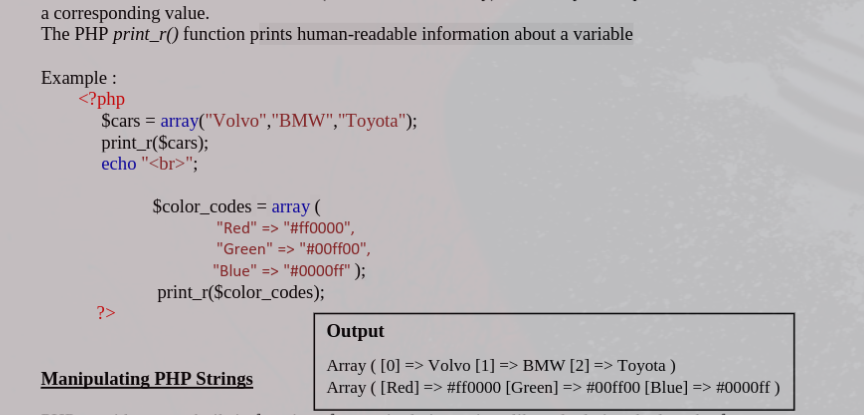 a corresponding value.
The PHP print_r() function prints human-readable information about a variable
Example :
<?php
$cars = array("Volvo","BMW","Toyota");
print_r($cars);
echo "<br>";
$color_codes = array (
"Red" => "#ff0000",
"Green" => "#00ff00",
"Blue" => "#0000ff" );
print_r($color_codes);
?>
Output
Array ( [0] => Volvo [1] => BMW [2] => Toyota )
Array ( [Red] => #ff0000 [Green] => #00ff00 [Blue] => #0000ff )
Manipulating PHP Strings